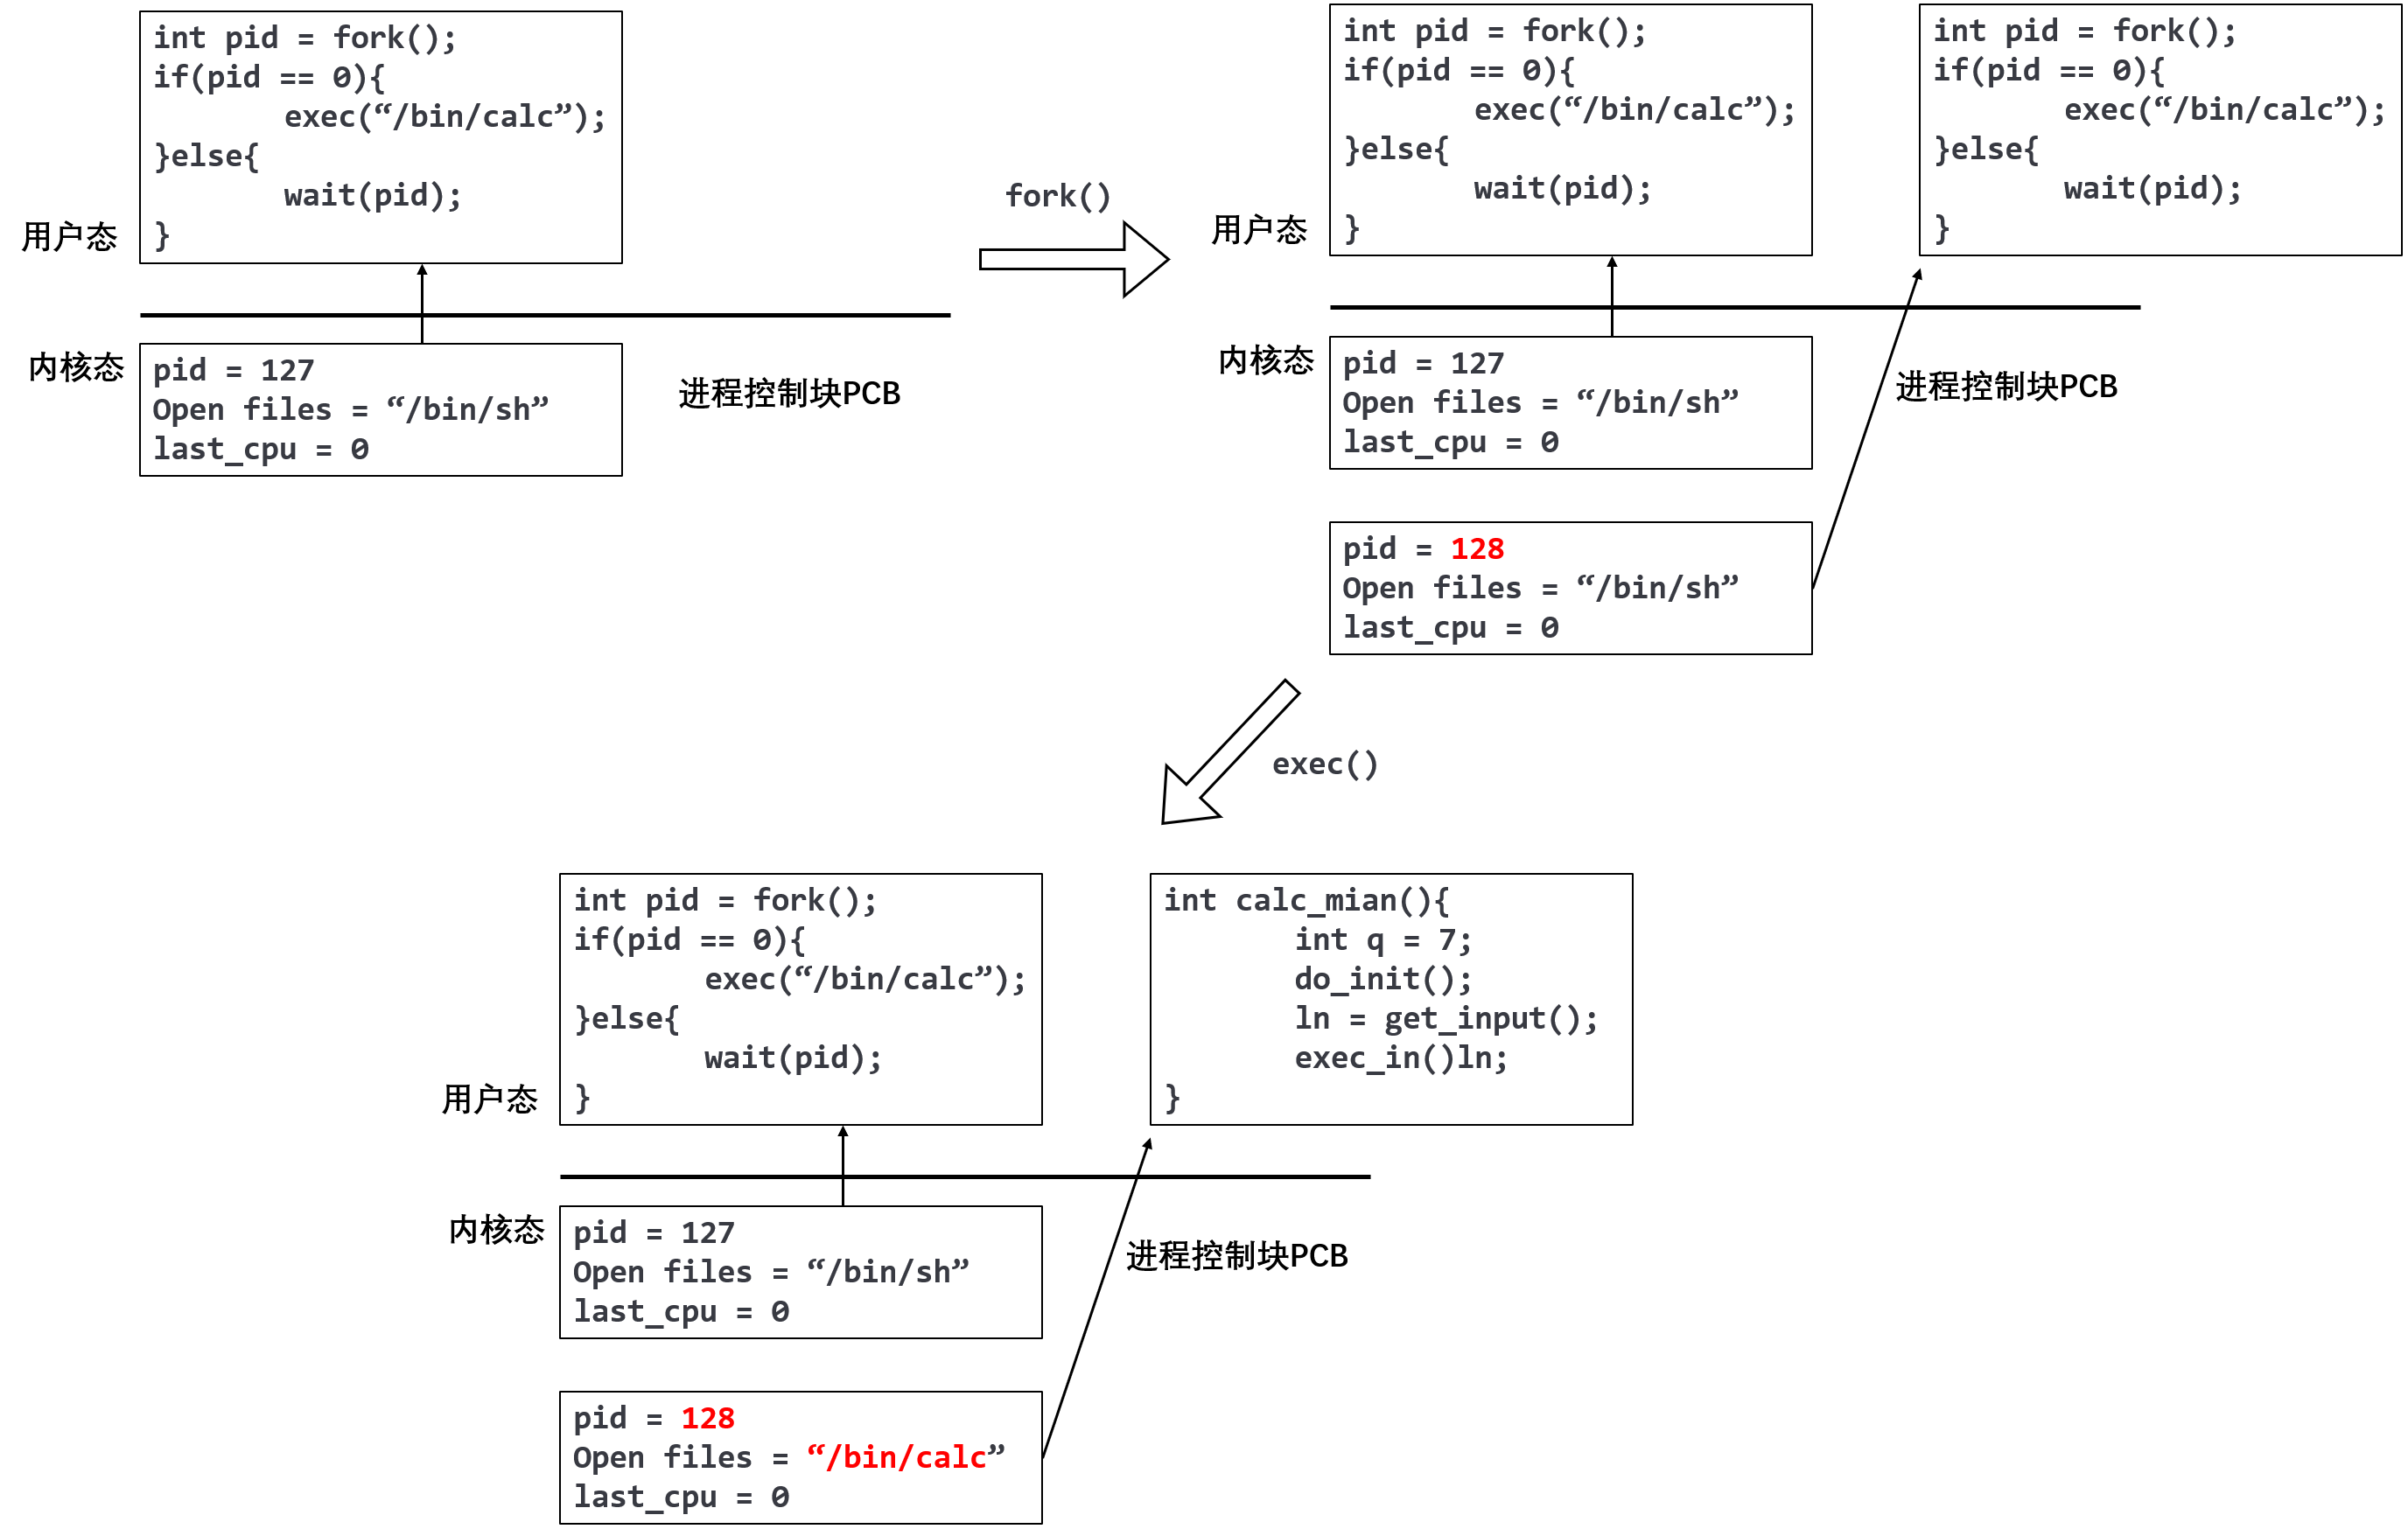 int pid = fork();
if(pid == 0){
exec(“/bin/calc”);
}else{
wait(pid);
}
用户态
内核态
pid = 127
Open files = “/bin/sh”
last_cpu = 0
进程控制块PCB
fork()
int pid = fork();
if(pid == 0){
exec(“/bin/calc”);
}else{
wait(pid);
}
int pid = fork();
if(pid == 0){
exec(“/bin/calc”);
}else{
wait(pid);
}
用户态
内核态
pid = 127
Open files = “/bin/sh”
last_cpu = 0
进程控制块PCB
pid = 128
Open files = “/bin/sh”
last_cpu = 0
exec()
int pid = fork();
if(pid == 0){
exec(“/bin/calc”);
}else{
wait(pid);
}
int calc_mian(){
int q = 7;
do_init();
ln = get_input();
exec_in()ln;
}
用户态
内核态
pid = 127
Open files = “/bin/sh”
last_cpu = 0
进程控制块PCB
pid = 128
Open files = “/bin/calc”
last_cpu = 0